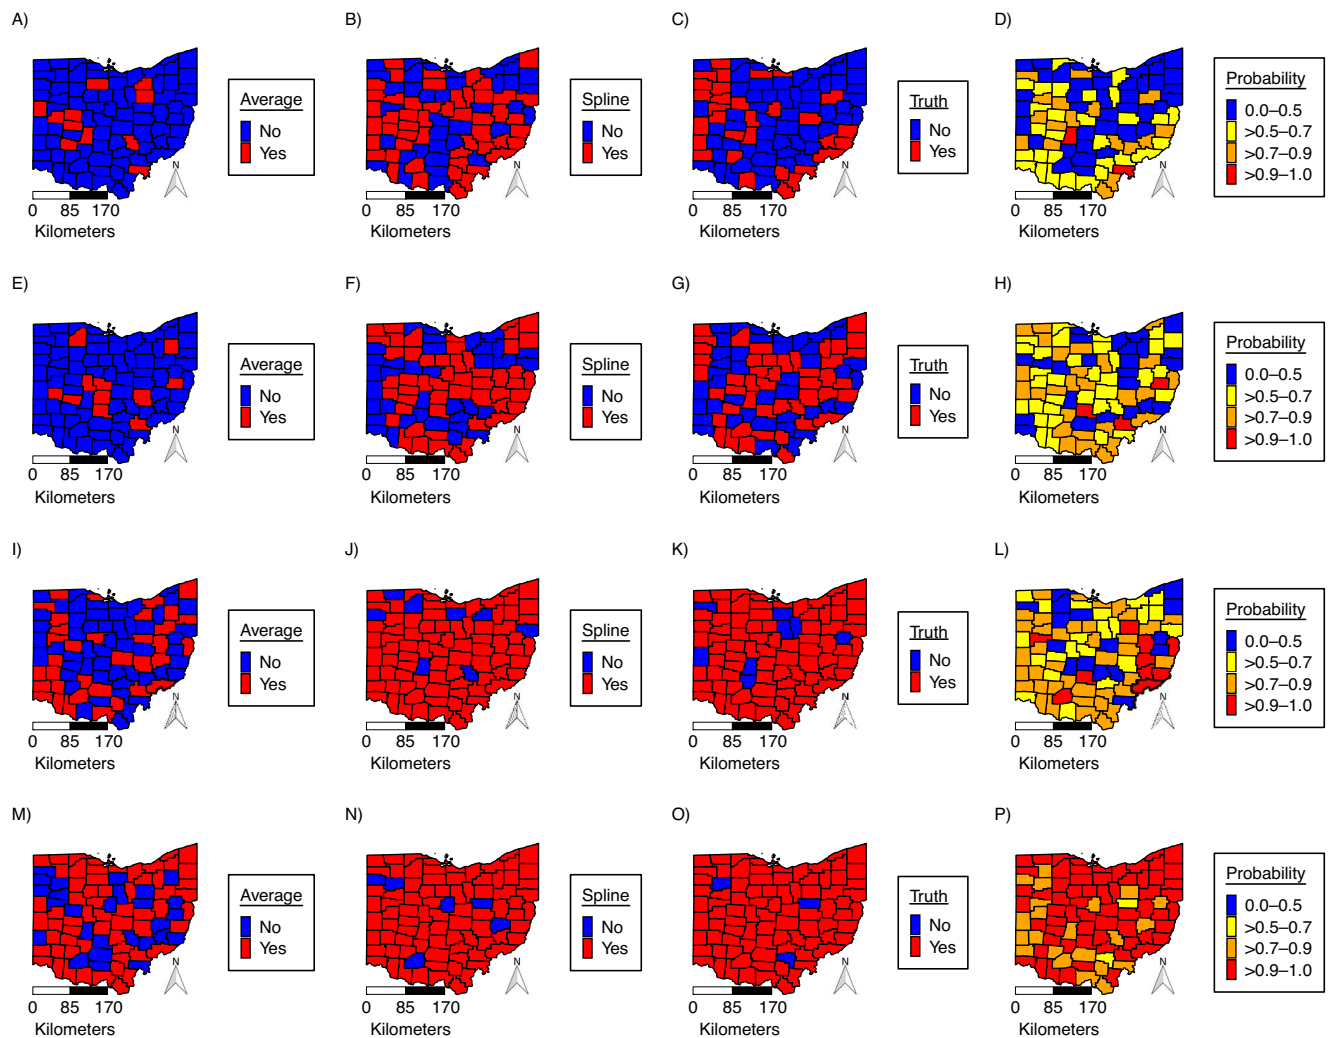 A) B) C) D)
Average
No
Yes
N
0 85 170
Kilometers
Spline
No
Yes
N
0 85 170
Kilometers
Truth
No
Yes
N
0 85 170
Kilometers
Probability
0.0–0.5
>0.5–0.7
>0.7–0.9
>0.9–1.0
N
0 85 170
Kilometers
E) F) G) H)
Average
No
Yes
N
0 85 170
Kilometers
Spline
No
Yes
N
0 85 170
Kilometers
Truth
No
Yes
N
0 85 170
Kilometers
Probability
0.0–0.5
>0.5–0.7
>0.7–0.9
>0.9–1.0
N
0 85 170
Kilometers
I) J) K) L)
Average
No
Yes
N
0 85 170
Kilometers
Spline
No
Yes
N
0 85 170
Kilometers
Truth
No
Yes
N
0 85 170
Kilometers
Probability
0.0–0.5
>0.5–0.7
>0.7–0.9
>0.9–1.0
N
0 85 170
Kilometers
M) N) O) P)
Average
No
Yes
N
0 85 170
Kilometers
Spline
No
Yes
N
0 85 170
Kilometers
Truth
No
Yes
N
0 85 170
Kilometers
Probability
0.0–0.5
>0.5–0.7
>0.7–0.9
>0.9–1.0
N
0 85 170
Kilometers